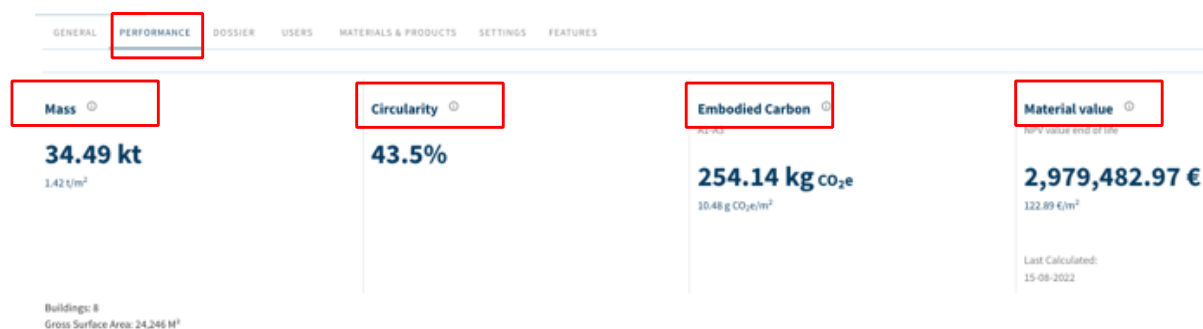 GENERAL PERFORMANCE DOSSIER USERS MATERIALS & PRODUCTS SETTINGS FEATURES
Mass
34.49 kt
1.42 t/m²
Circularity
43.5%
Embodied Carbon
A1-A3
254.14 kg CO₂e
10.48 g CO₂e/m²
Material value
NPV value end of life
2,979,482.97 €
122.89 €/m²
Last Calculated:
15-08-2022
Buildings: 8
Gross Surface Area: 24,246 M²